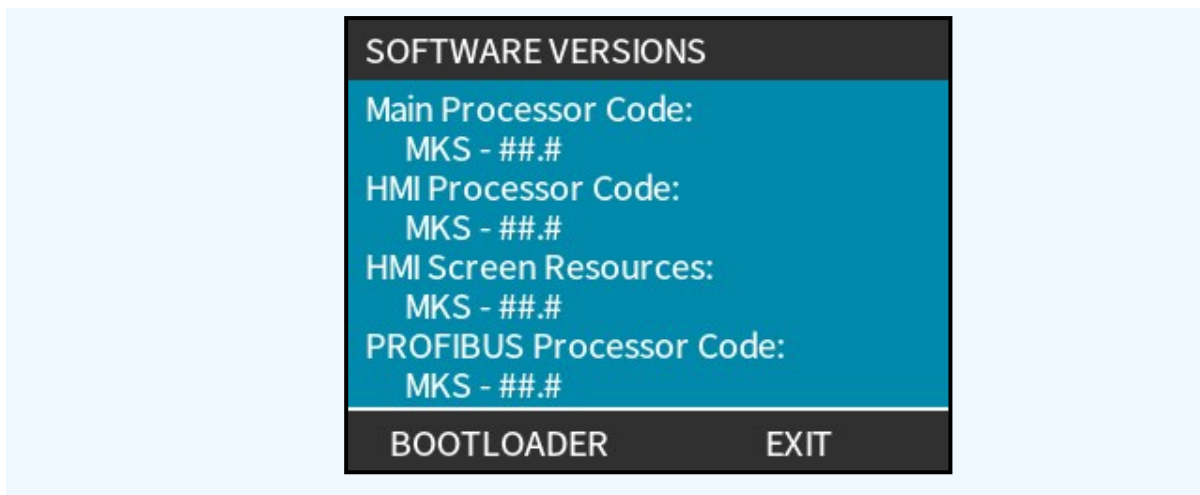 SOFTWARE VERSIONS
Main Processor Code:
MKS - ##.#
HMI Processor Code:
MKS - ##.#
HMI Screen Resources:
MKS - ##.#
PROFIBUS Processor Code:
MKS - ##.#
BOOTLOADER EXIT